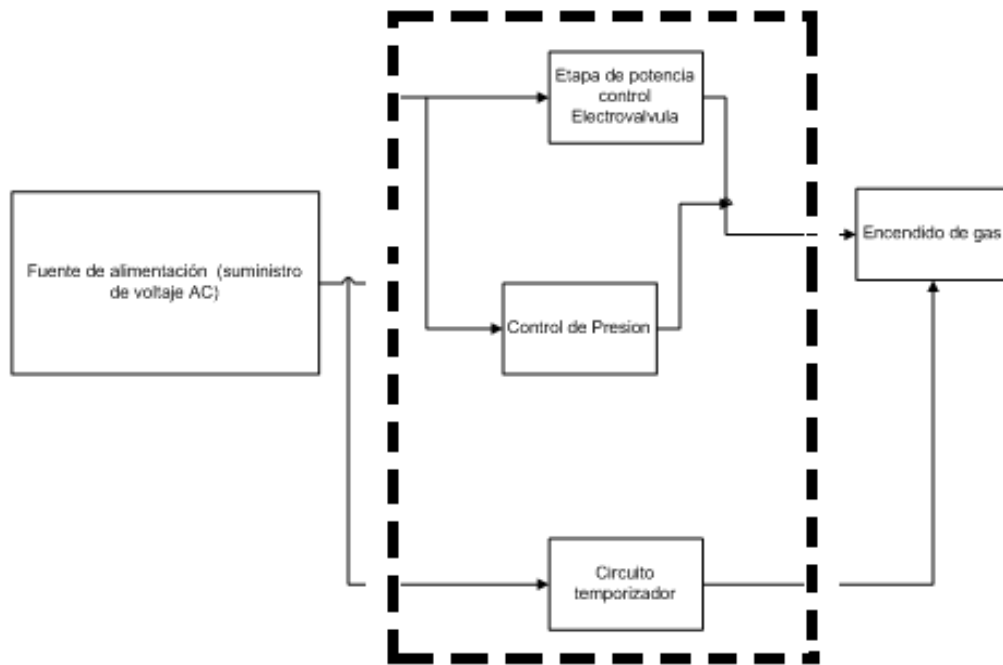 Etapa de potencia
control
Electrovalvula
Fuente de alimentación (suministro
de voltaje AC)
Encendido de gas
Control de Presion
Circuito
temporizador